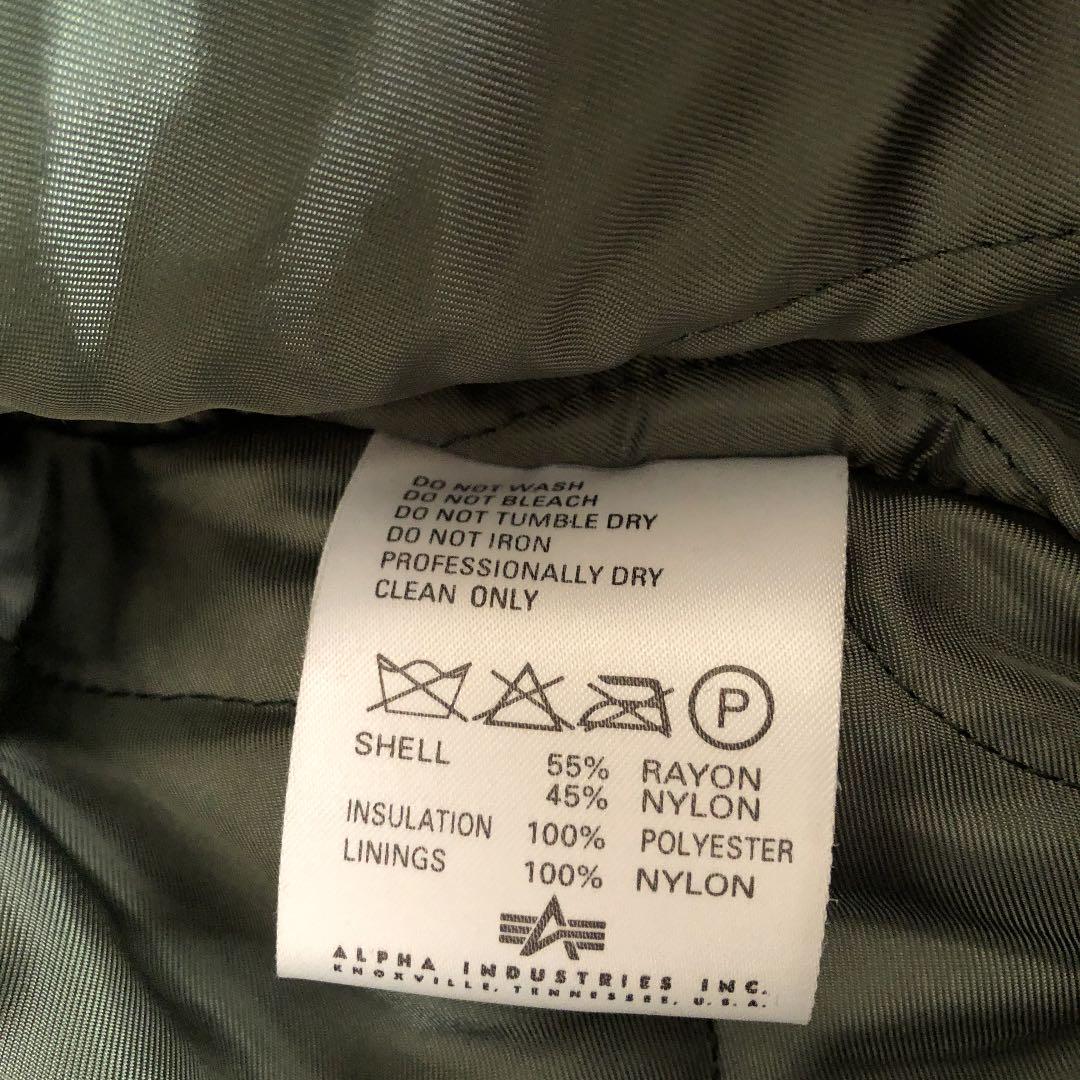 DO NOT WASH
DO NOT BLEACH
DO NOT TUMBLE DRY
DO NOT IRON
PROFESSIONALLY DRY
CLEAN ONLY
P
SHELL 55% RAYON
45% NYLON
INSULATION 100% POLYESTER
LININGS 100% NYLON
ALPHA INDUSTRIES INC.
KNOXVILLE, TENNESSEE, U.S.A.